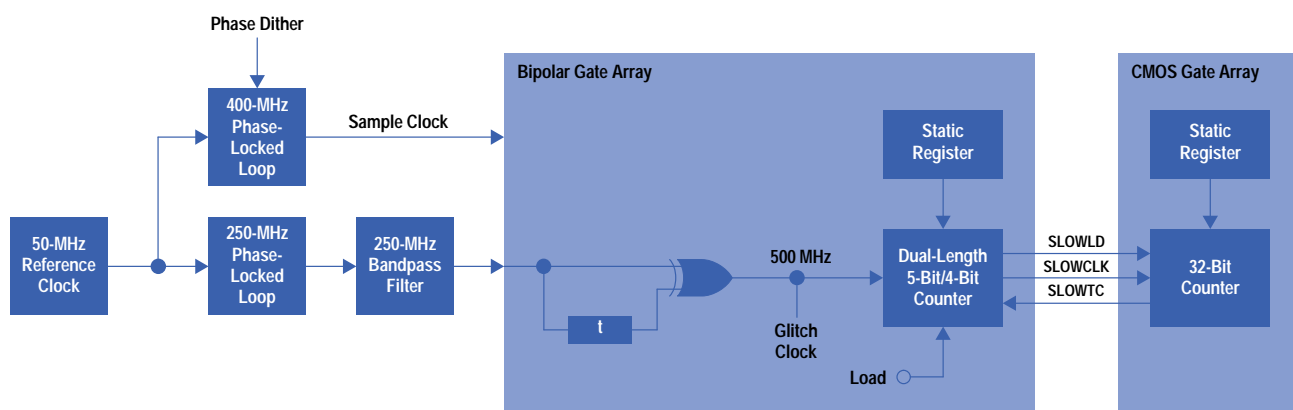 Phase Dither
400-MHz
Phase-
Locked
Loop
Sample Clock
50-MHz
Reference
Clock
250-MHz
Phase-
Locked
Loop
250-MHz
Bandpass
Filter
Bipolar Gate Array
t
500 MHz
Glitch
Clock
Static
Register
Dual-Length
5-Bit/4-Bit
Counter
Load
SLOWLD
SLOWCLK
SLOWTC
CMOS Gate Array
Static
Register
32-Bit
Counter